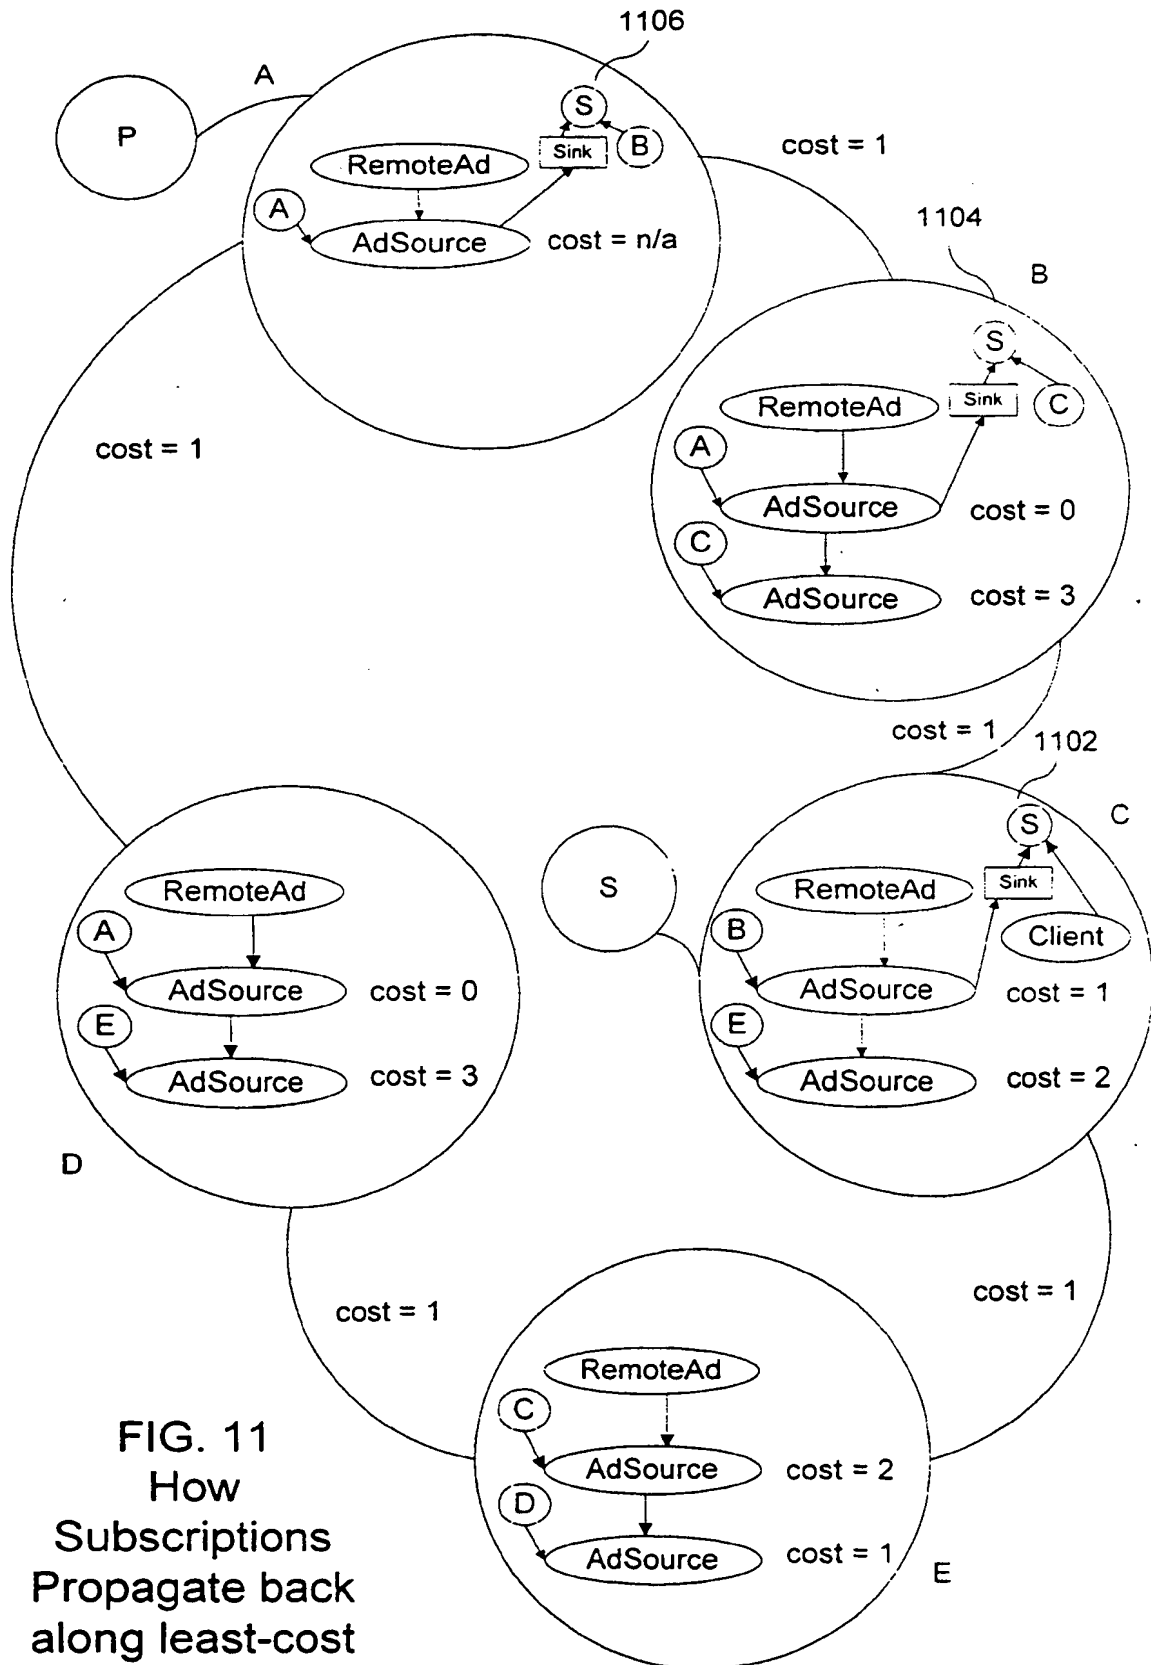 1106
A
P
S
Sink
B
RemoteAd
A
AdSource
cost = n/a
cost = 1
1104
B
S
Sink
C
RemoteAd
A
AdSource
cost = 0
C
AdSource
cost = 3
cost = 1
cost = 1
1102
C
S
Sink
Client
S
RemoteAd
B
AdSource
cost = 1
E
AdSource
cost = 2
RemoteAd
A
AdSource
cost = 0
E
AdSource
cost = 3
D
cost = 1
cost = 1
RemoteAd
C
AdSource
cost = 2
D
AdSource
cost = 1
E
FIG. 11
How
Subscriptions
Propagate back
along least-cost